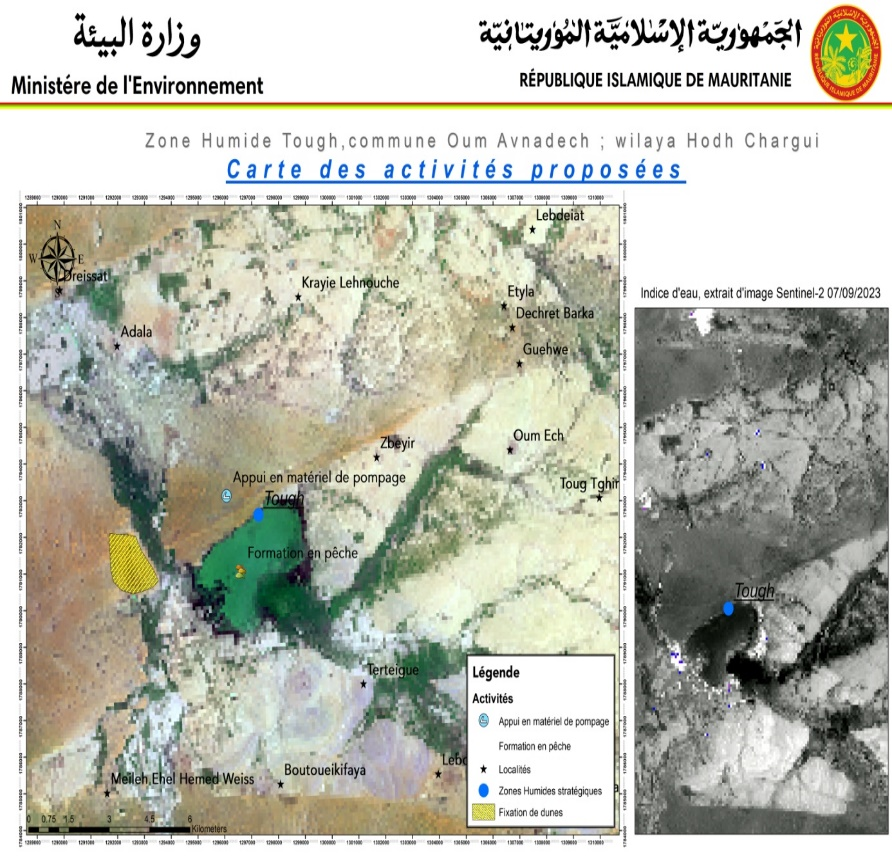 وزارة البيئة
الجمهورية الإسلامية الموريتانية
Ministére de l'Environnement
RÉPUBLIQUE ISLAMIQUE DE MAURITANIE
Zone Humide Tough,commune Oum Avnadech ; wilaya Hodh Chargui
Carte des activités proposées
Lebdeiat
N
W E
Dreissat
Krayie Lehnouche
Etyla
Dechret Barka
Adala
Guehwe
Zbeyir
Oum Ech
Appui en matériel de pompage
Toug Tghir
Tough
Formation en pêche
Terteigue
Boutoueikifaya
Meileh Ehel Hemed Weiss
0 0.75 1.5 3 4.5 6
Kilometers
Légende
Activités
Appui en matériel de pompage
Formation en pêche
Localités
Zones Humides stratégiques
Fixation de dunes
Indice d'eau, extrait d'image Sentinel-2 07/09/2023
Tough